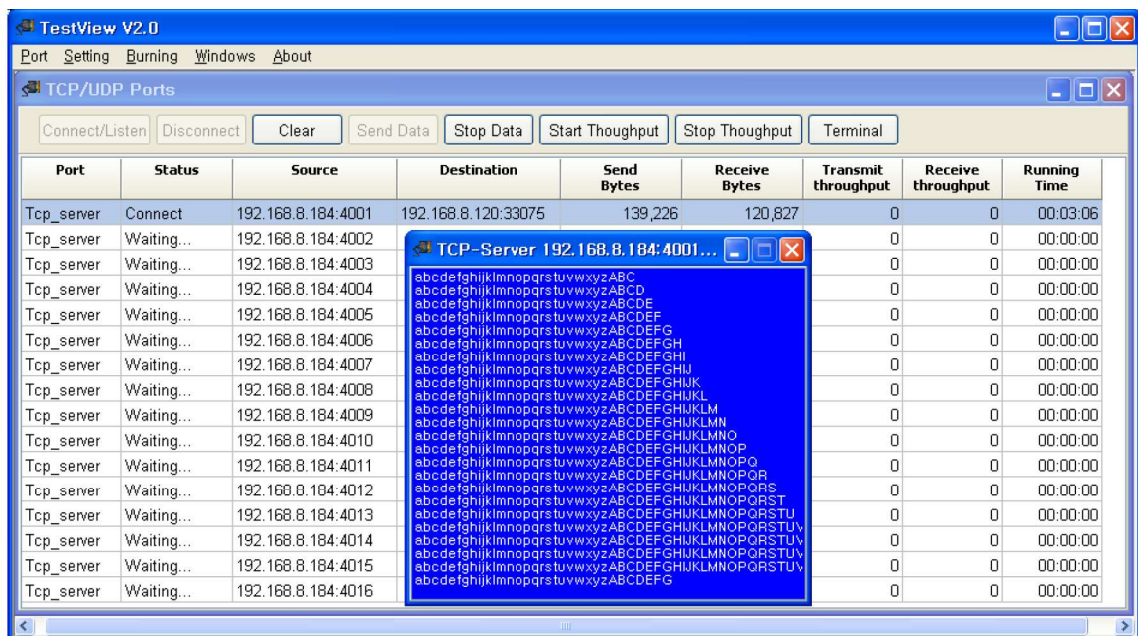 TestView V2.0
Port Setting Burning Windows About
TCP/UDP Ports
Connect/Listen Disconnect Clear Send Data Stop Data Start Thoughput Stop Thoughput Terminal
Port Status Source Destination Send Bytes Receive Bytes Transmit throughput Receive throughput Running Time
Tcp_server Connect 192.168.8.184:4001 192.168.8.120:33075 139,226 120,827 0 0 00:03:06
Tcp_server Waiting... 192.168.8.184:4002 0 0 00:00:00
Tcp_server Waiting... 192.168.8.184:4003 0 0 00:00:00
Tcp_server Waiting... 192.168.8.184:4004 0 0 00:00:00
Tcp_server Waiting... 192.168.8.184:4005 0 0 00:00:00
Tcp_server Waiting... 192.168.8.184:4006 0 0 00:00:00
Tcp_server Waiting... 192.168.8.184:4007 0 0 00:00:00
Tcp_server Waiting... 192.168.8.184:4008 0 0 00:00:00
Tcp_server Waiting... 192.168.8.184:4009 0 0 00:00:00
Tcp_server Waiting... 192.168.8.184:4010 0 0 00:00:00
Tcp_server Waiting... 192.168.8.184:4011 0 0 00:00:00
Tcp_server Waiting... 192.168.8.184:4012 0 0 00:00:00
Tcp_server Waiting... 192.168.8.184:4013 0 0 00:00:00
Tcp_server Waiting... 192.168.8.184:4014 0 0 00:00:00
Tcp_server Waiting... 192.168.8.184:4015 0 0 00:00:00
Tcp_server Waiting... 192.168.8.184:4016 0 0 00:00:00
TCP-Server 192.168.8.184:4001...
abcdefghijklmnopqrstuvwxyzABC
abcdefghijklmnopqrstuvwxyzABCD
abcdefghijklmnopqrstuvwxyzABCDE
abcdefghijklmnopqrstuvwxyzABCDEF
abcdefghijklmnopqrstuvwxyzABCDEFG
abcdefghijklmnopqrstuvwxyzABCDEFGH
abcdefghijklmnopqrstuvwxyzABCDEFGHI
abcdefghijklmnopqrstuvwxyzABCDEFGHIJ
abcdefghijklmnopqrstuvwxyzABCDEFGHIJK
abcdefghijklmnopqrstuvwxyzABCDEFGHIJKL
abcdefghijklmnopqrstuvwxyzABCDEFGHIJKLM
abcdefghijklmnopqrstuvwxyzABCDEFGHIJKLMN
abcdefghijklmnopqrstuvwxyzABCDEFGHIJKLMNO
abcdefghijklmnopqrstuvwxyzABCDEFGHIJKLMNOP
abcdefghijklmnopqrstuvwxyzABCDEFGHIJKLMNOPQ
abcdefghijklmnopqrstuvwxyzABCDEFGHIJKLMNOPQR
abcdefghijklmnopqrstuvwxyzABCDEFGHIJKLMNOPQRS
abcdefghijklmnopqrstuvwxyzABCDEFGHIJKLMNOPQRST
abcdefghijklmnopqrstuvwxyzABCDEFGHIJKLMNOPQRSTU
abcdefghijklmnopqrstuvwxyzABCDEFGHIJKLMNOPQRSTUV
abcdefghijklmnopqrstuvwxyzABCDEFGHIJKLMNOPQRSTUV
abcdefghijklmnopqrstuvwxyzABCDEFGHIJKLMNOPQRSTUV
abcdefghijklmnopqrstuvwxyzABCDEFGHIJKLMNOPQRSTUV
abcdefghijklmnopqrstuvwxyzABCDEFG